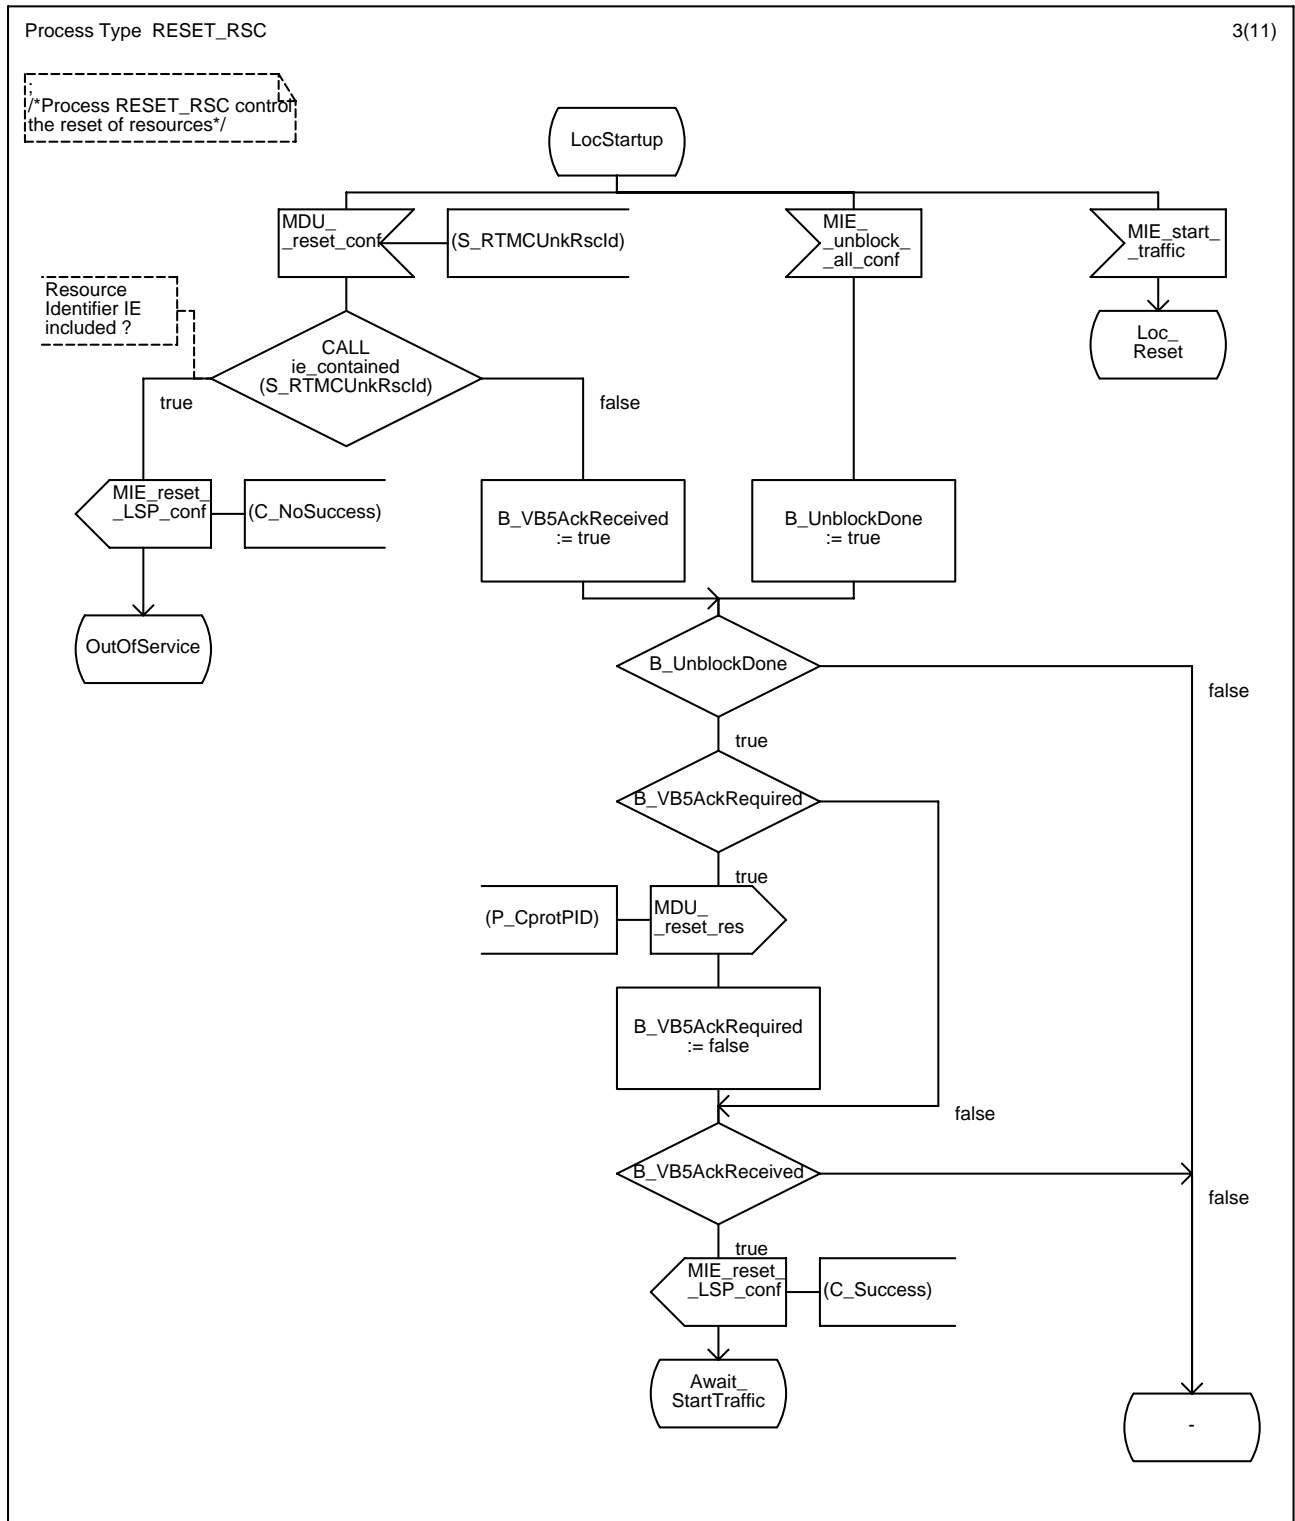 Process Type RESET_RSC
3(11)
;
/*Process RESET_RSC control
the reset of resources*/
LocStartup
MDU_
_reset_conf
(S_RTMCUnkRscId)
MIE_
_unblock_
_all_conf
MIE_start_
_traffic
Resource
Identifier IE
included ?
CALL
ie_contained
(S_RTMCUnkRscId)
Loc_
Reset
true
false
MIE_reset_
_LSP_conf
(C_NoSuccess)
B_VB5AckReceived
:= true
B_UnblockDone
:= true
OutOfService
B_UnblockDone
false
true
B_VB5AckRequired
true
(P_CprotPID)
MDU_
_reset_res
B_VB5AckRequired
:= false
false
B_VB5AckReceived
false
true
MIE_reset_
_LSP_conf
(C_Success)
Await_
StartTraffic
-